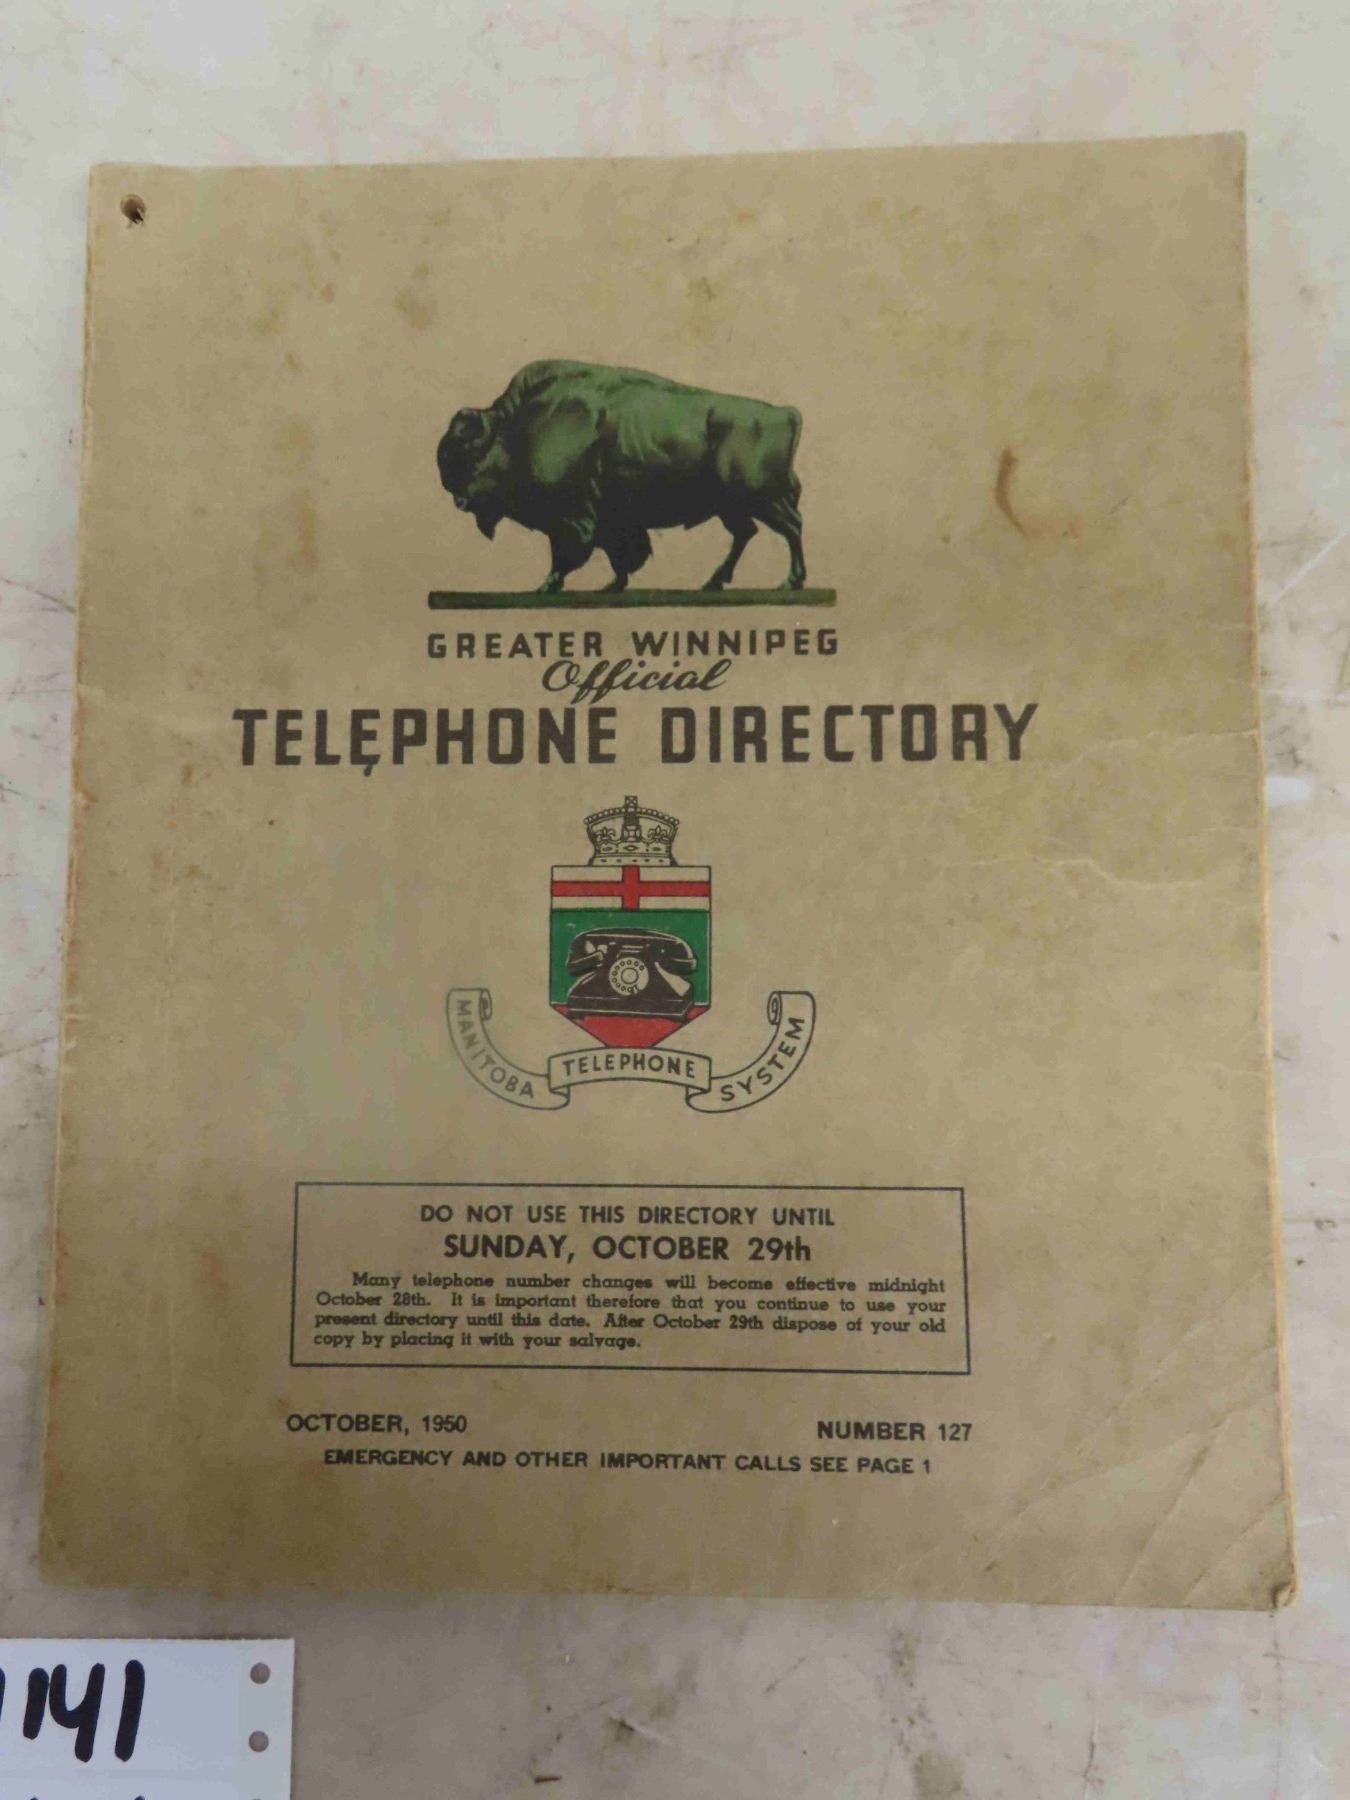 GREATER WINNIPEG
Official
TELEPHONE DIRECTORY
MANITOBA TELEPHONE SYSTEM
DO NOT USE THIS DIRECTORY UNTIL
SUNDAY, OCTOBER 29th
Many telephone number changes will become effective midnight
October 28th. It is important therefore that you continue to use your
present directory until this date. After October 29th dispose of your old
copy by placing it with your salvage.
OCTOBER, 1950 NUMBER 127
EMERGENCY AND OTHER IMPORTANT CALLS SEE PAGE 1
141